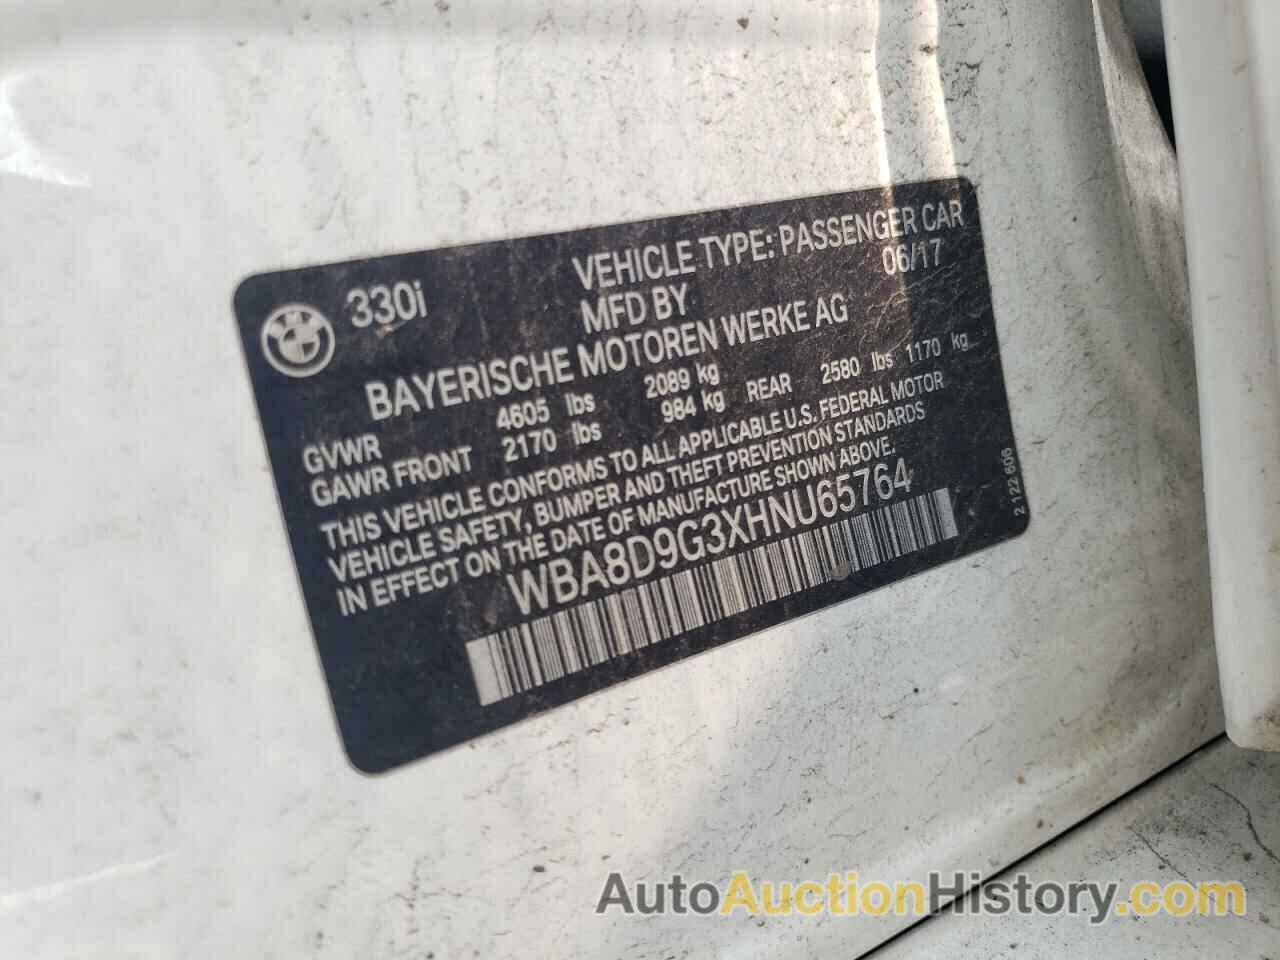 330i
VEHICLE TYPE: PASSENGER CAR
MFD BY 06/17
BAYERISCHE MOTOREN WERKE AG
GVWR 4605 lbs 2089 kg
GAWR FRONT 2170 lbs 984 kg REAR 2580 lbs 1170 kg
THIS VEHICLE CONFORMS TO ALL APPLICABLE U.S. FEDERAL MOTOR
VEHICLE SAFETY, BUMPER AND THEFT PREVENTION STANDARDS
IN EFFECT ON THE DATE OF MANUFACTURE SHOWN ABOVE.
WBA8D9G3XHNU65764
2 122 606
AutoAuctionHistory.com